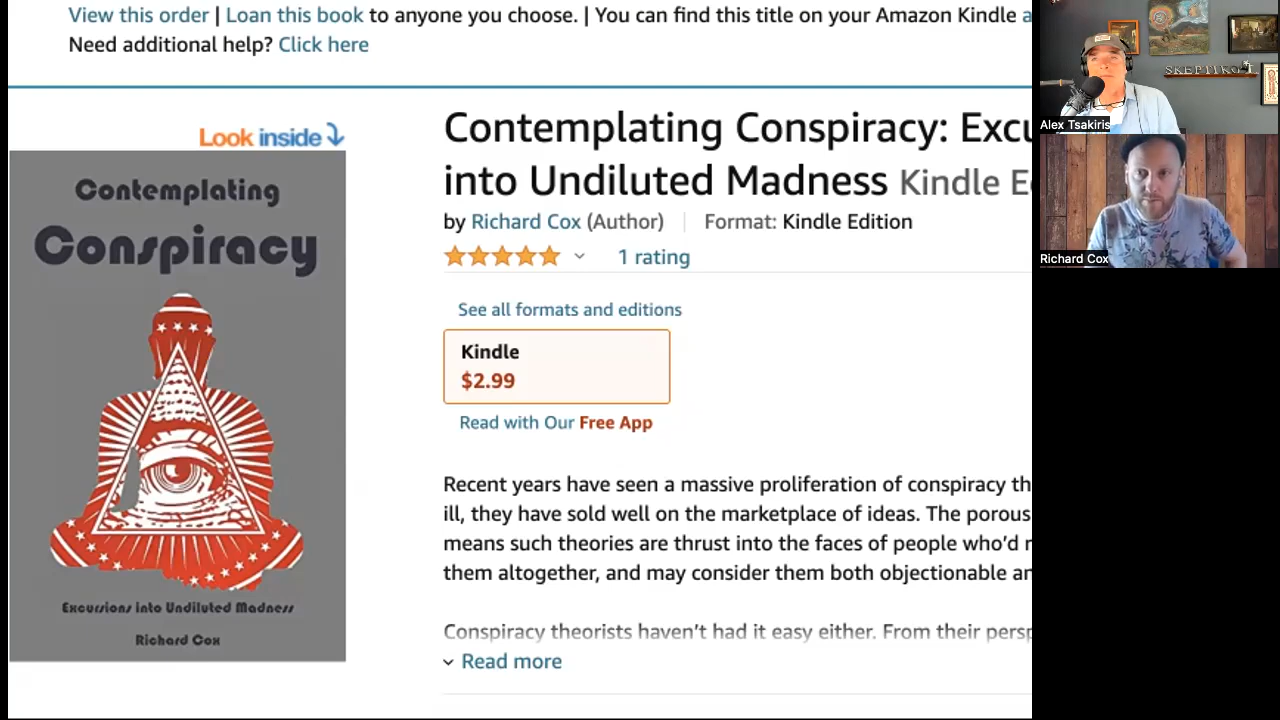 View this order | Loan this book to anyone you choose. | You can find this title on your Amazon Kindle a
Need additional help? Click here
Look inside
Contemplating
Conspiracy
Excursions into Undiluted Madness
Richard Cox
Contemplating Conspiracy: Excu
into Undiluted Madness Kindle E
by Richard Cox (Author) | Format: Kindle Edition
1 rating
See all formats and editions
Kindle
$2.99
Read with Our Free App
Recent years have seen a massive proliferation of conspiracy th
ill, they have sold well on the marketplace of ideas. The porous
means such theories are thrust into the faces of people who'd r
them altogether, and may consider them both objectionable an
Conspiracy theorists haven't had it easy either. From their persp
Read more
SKEPTIKO
Alex Tsakiris
Richard Cox